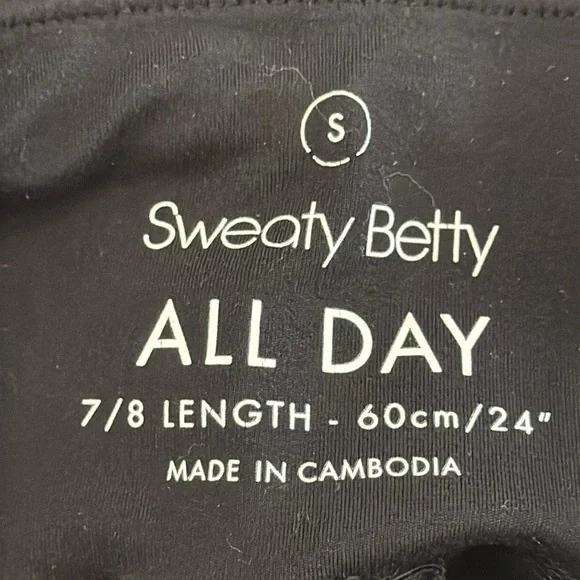 S
Sweaty Betty
ALL DAY
7/8 LENGTH - 60cm/24"
MADE IN CAMBODIA